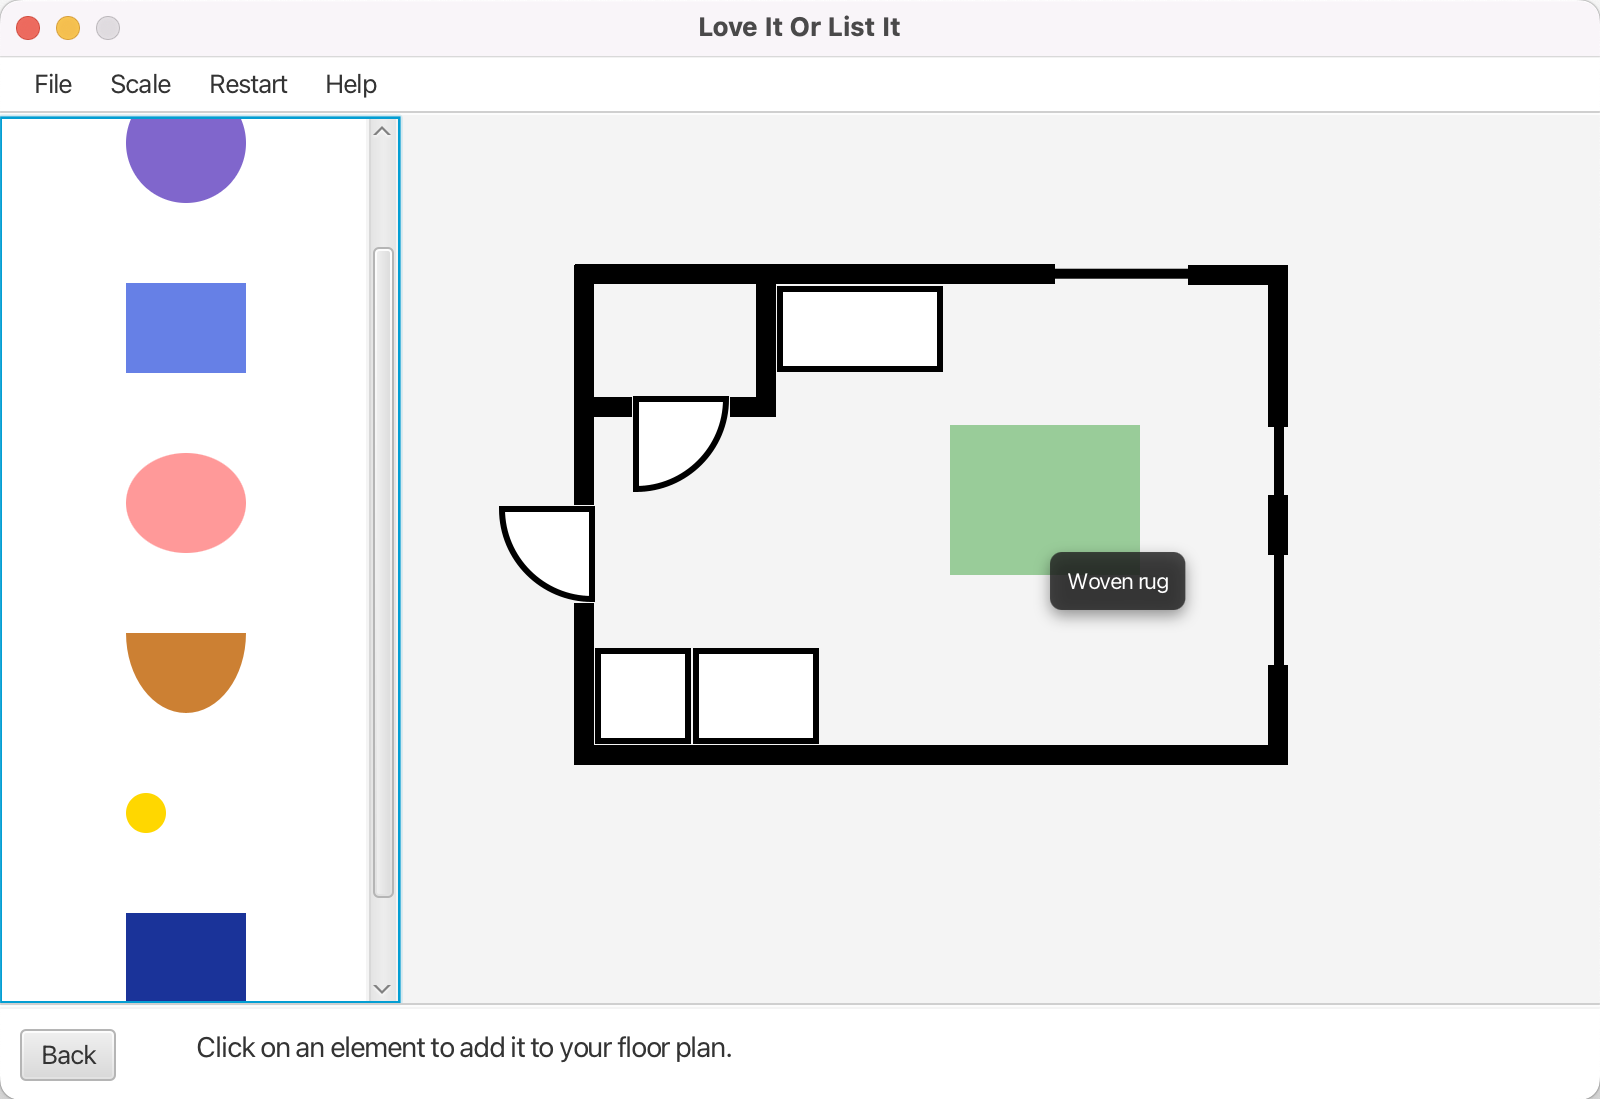 Love It Or List It
File Scale Restart Help
Woven rug
Back Click on an element to add it to your floor plan.